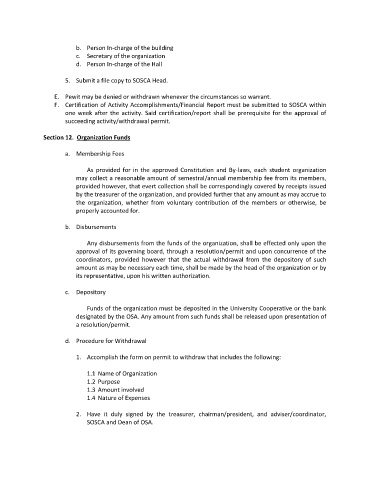 b. Person In-charge of the building
c. Secretary of the organization
d. Person In-charge of the Hall
5. Submit a file copy to SOSCA Head.
E. Pewit may be denied or withdrawn whenever the circumstances so warrant.
F. Certification of Activity Accomplishments/Financial Report must be submitted to SOSCA within
one week after the activity. Said certification/report shall be prerequisite for the approval of
succeeding activity/withdrawal permit.
Section 12. Organization Funds
a. Membership Fees
As provided for in the approved Constitution and By-laws, each student organization
may collect a reasonable amount of semestral/annual membership fee from its members,
provided however, that evert collection shall be correspondingly covered by receipts issued
by the treasurer of the organization, and provided further that any amount as may accrue to
the organization, whether from voluntary contribution of the members or otherwise, be
properly accounted for.
b. Disbursements
Any disbursements from the funds of the organization, shall be effected only upon the
approval of its governing board, through a resolution/permit and upon concurrence of the
coordinators, provided however that the actual withdrawal from the depository of such
amount as may be necessary each time, shall be made by the head of the organization or by
its representative, upon his written authorization.
c. Depository
Funds of the organization must be deposited in the University Cooperative or the bank
designated by the OSA. Any amount from such funds shall be released upon presentation of
a resolution/permit.
d. Procedure for Withdrawal
1. Accomplish the form on permit to withdraw that includes the following:
1.1 Name of Organization
1.2 Purpose
1.3 Amount involved
1.4 Nature of Expenses
2. Have it duly signed by the treasurer, chairman/president, and adviser/coordinator,
SOSCA and Dean of OSA.